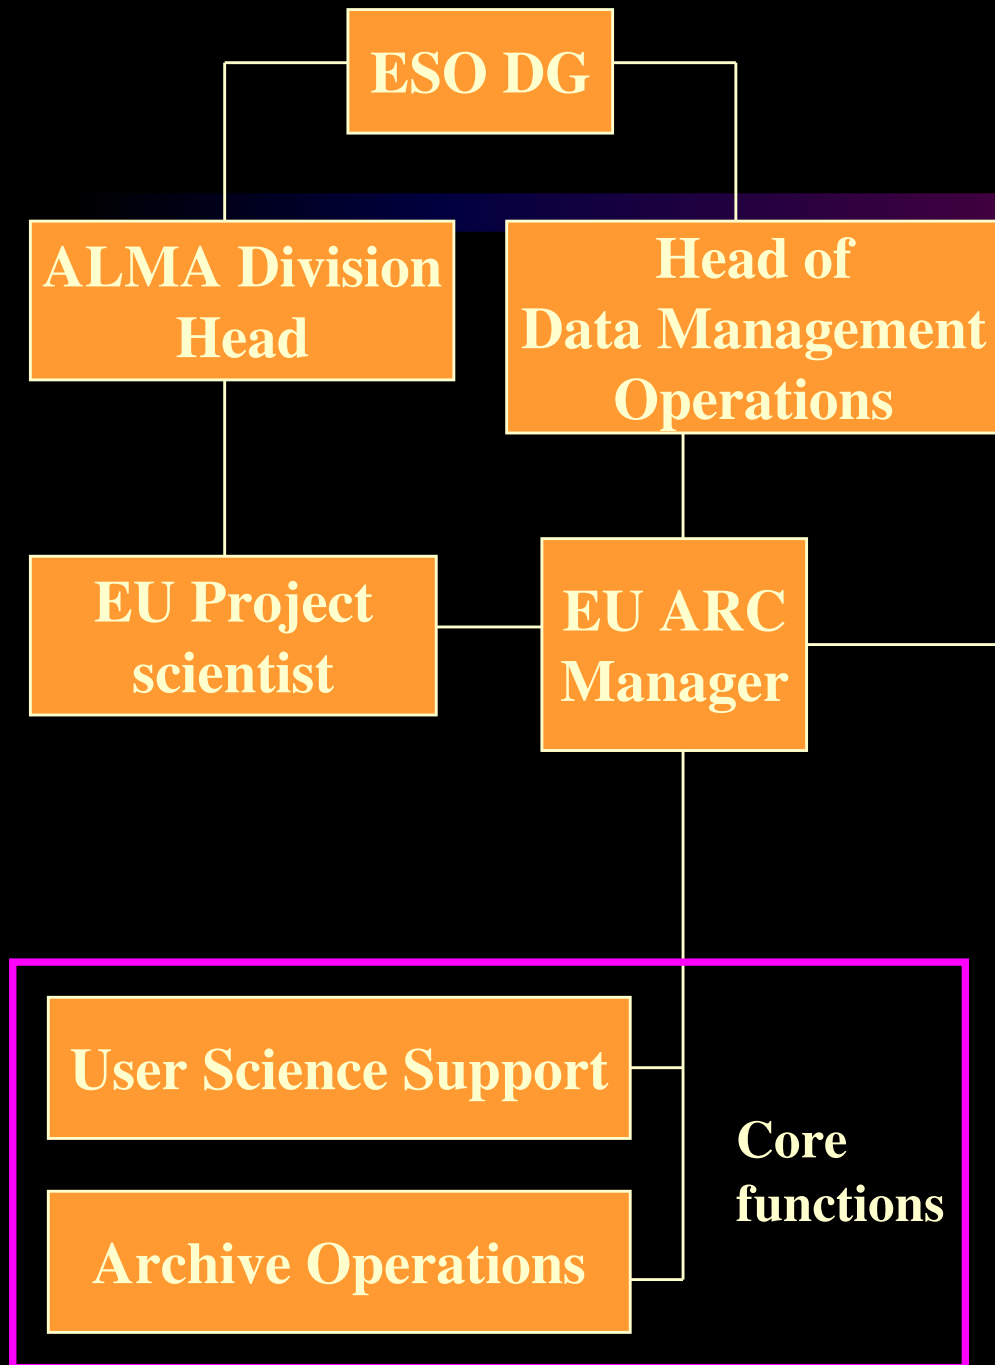 ESO DG
ALMA Division
Head
Head of
Data Management
Operations
EU Project
scientist
EU ARC
Manager
User Science Support
Core
functions
Archive Operations